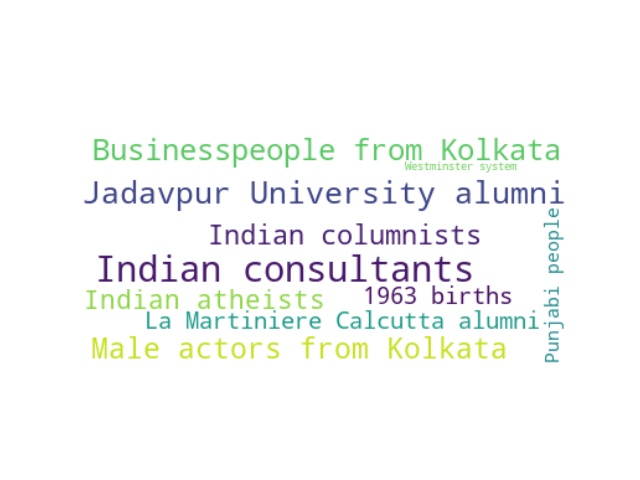 Businesspeople from Kolkata
Westminster system
Jadavpur University alumni
Indian columnists
Indian consultants
Indian atheists
1963 births
La Martiniere Calcutta alumni
Male actors from Kolkata
Punjabi people